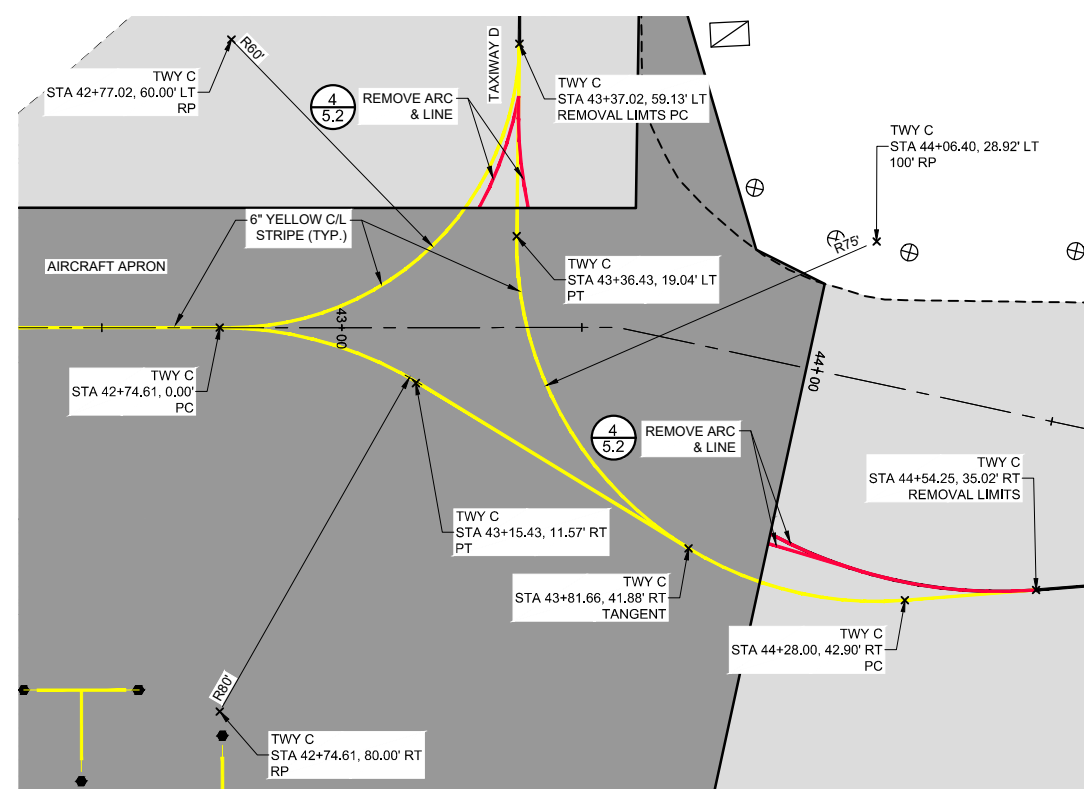 TWY C
STA 42+77.02, 60.00' LT
RP
R60'
4
5.2
REMOVE ARC
& LINE
TAXIWAY D
TWY C
STA 43+37.02, 59.13' LT
REMOVAL LIMTS PC
TWY C
STA 44+06.40, 28.92' LT
100' RP
6" YELLOW C/L
STRIPE (TYP.)
R75'
AIRCRAFT APRON
TWY C
STA 43+36.43, 19.04' LT
PT
43+00
44+00
TWY C
STA 42+74.61, 0.00'
PC
4
5.2
REMOVE ARC
& LINE
TWY C
STA 44+54.25, 35.02' RT
REMOVAL LIMITS
TWY C
STA 43+15.43, 11.57' RT
PT
TWY C
STA 43+81.66, 41.88' RT
TANGENT
TWY C
STA 44+28.00, 42.90' RT
PC
R80'
TWY C
STA 42+74.61, 80.00' RT
RP